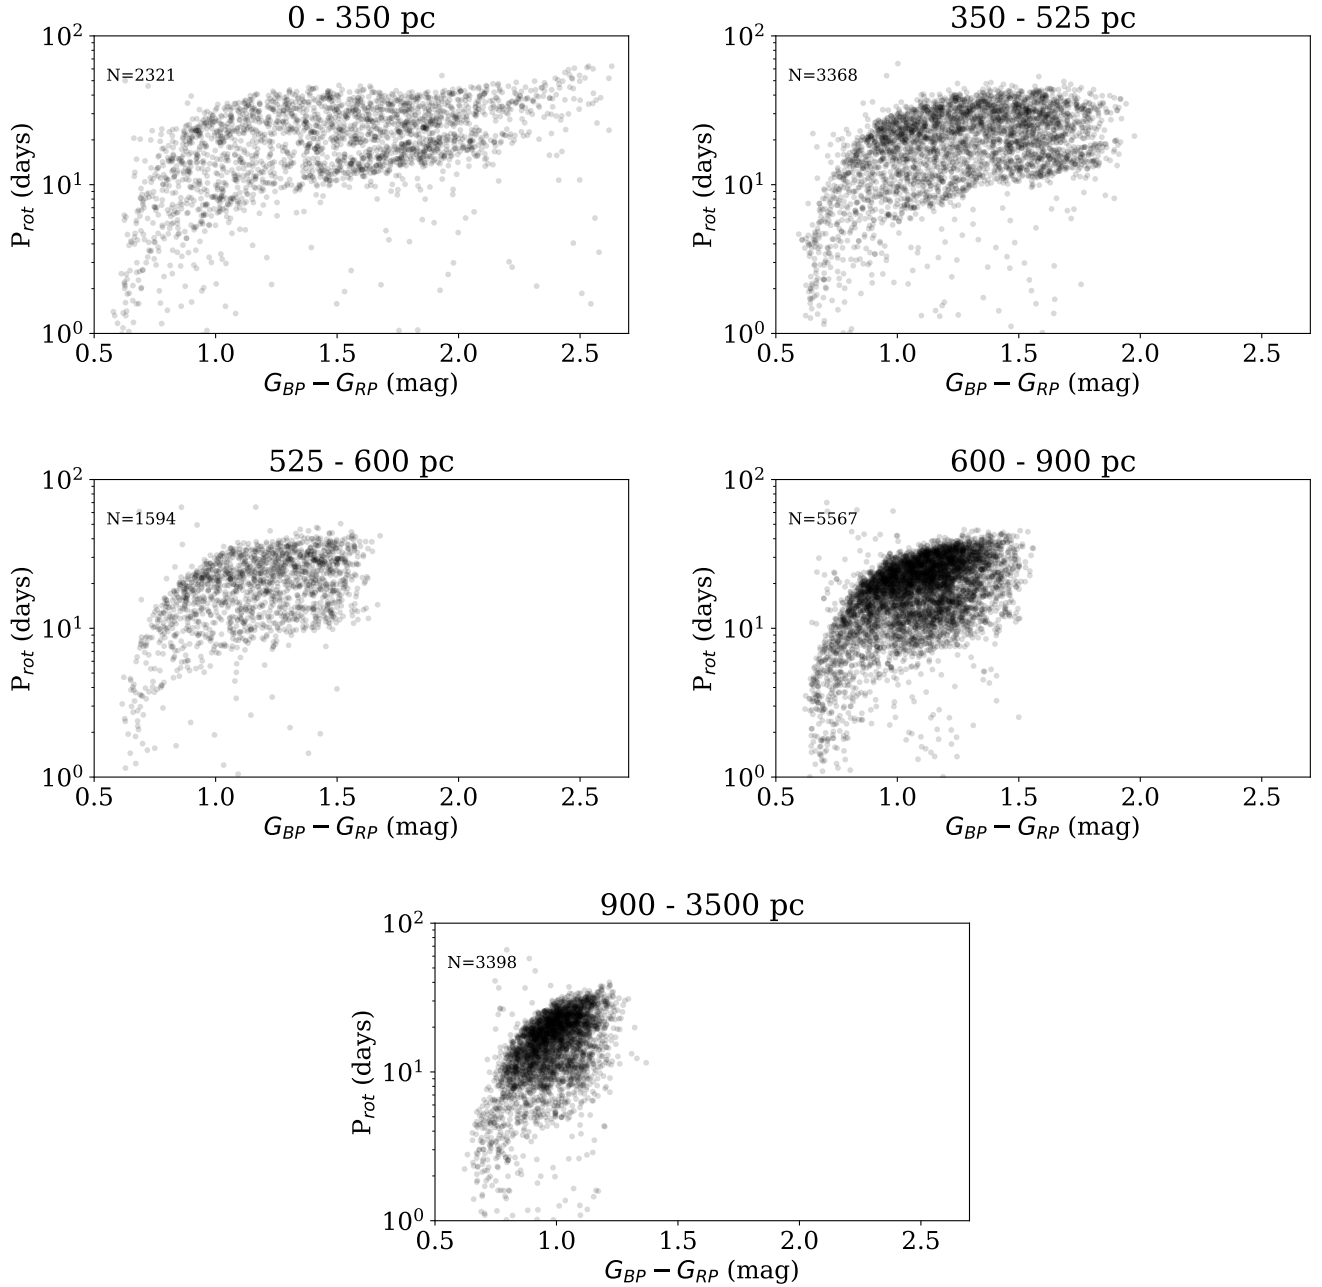 0 - 350 pc
N=2321
P_rot (days)
10^2
10^1
10^0
0.5 1.0 1.5 2.0 2.5
G_BP − G_RP (mag)
350 - 525 pc
N=3368
P_rot (days)
10^2
10^1
10^0
0.5 1.0 1.5 2.0 2.5
G_BP − G_RP (mag)
525 - 600 pc
N=1594
P_rot (days)
10^2
10^1
10^0
0.5 1.0 1.5 2.0 2.5
G_BP − G_RP (mag)
600 - 900 pc
N=5567
P_rot (days)
10^2
10^1
10^0
0.5 1.0 1.5 2.0 2.5
G_BP − G_RP (mag)
900 - 3500 pc
N=3398
P_rot (days)
10^2
10^1
10^0
0.5 1.0 1.5 2.0 2.5
G_BP − G_RP (mag)